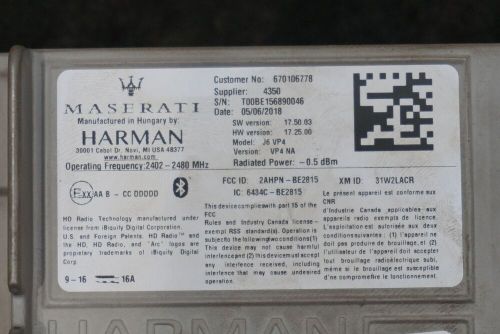 MASERATI
Manufactured in Hungary by:
HARMAN
30001 Cabot Dr. Novi, MI USA 48377
www.harman.com
Operating Frequency: 2402 - 2480 MHz
Customer No: 670106778
Supplier: 4350
S/N: T00BE156890046
Date: 05/06/2018
SW version: 17.50.03
HW version: 17.25.00
Model: J6 VP4
Version: VP4 NA
Radiated Power: -0.5 dBm
EXX AA B - CC DDDDD
FCC ID: 2AHPN-BE2815
IC: 6434C-BE2815
XM ID: 31W2LACR
HD Radio Technology manufactured under
license from iBiquity Digital Corporation.
U.S. and Foreign Patents. HD Radio™ and
the HD, HD Radio, and "Arc" logos are
proprietary trademarks of iBiquity Digital
Corp.
9-16 16A
This device complies with part 15 of the
FCC
Rules and Industry Canada license-
exempt RSS standard(s). Operation is
subject to the following two conditions: (1)
this device may not cause harmful
interference, and (2) this device must accept
any interference received, including
interference that may cause undesired
operation.
Le présent appareil est conforme aux
CNR
d'Industrie Canada applicables aux
appareils radio exempts de licence.
L'exploitation est autorisée aux deux
conditions suivantes : (1) l'appareil ne
doit pas produire de brouillage, et (2)
l'utilisateur de l'appareil doit accepter
tout brouillage radioélectrique subi,
même si le brouillage est susceptible
d'en compromettre le fonctionnement.
HARMAN